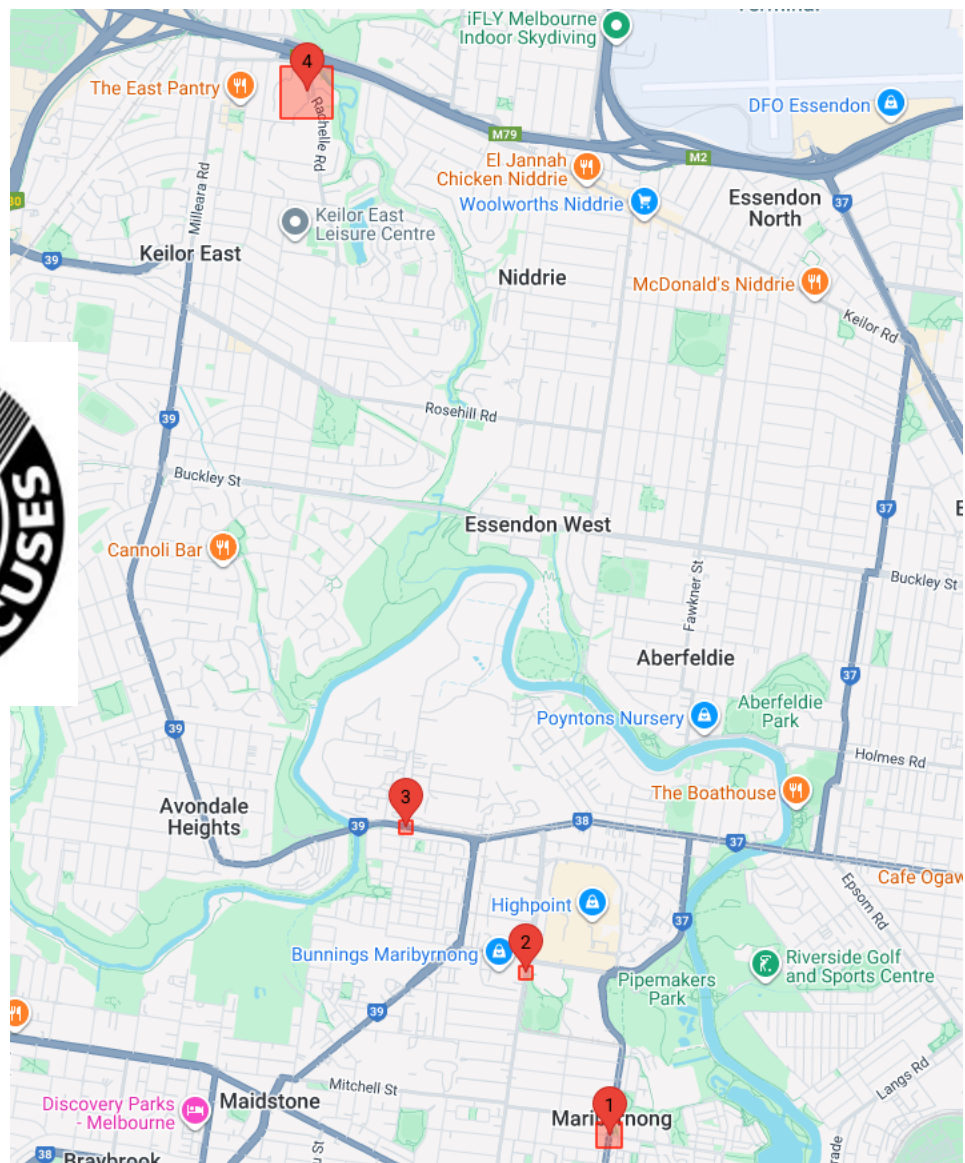 Terminal
iFLY Melbourne
Indoor Skydiving
4
The East Pantry
Rachelle Rd
DFO Essendon
M79
M2
El Jannah
Chicken Niddrie
Woolworths Niddrie
Essendon
North
37
30
Milleara Rd
Keilor East
Leisure Centre
Keilor East
39
Niddrie
McDonald's Niddrie
Keilor Rd
39
Rosehill Rd
Buckley St
CUSES
37
Essendon West
Cannoli Bar
Fawkner St
Buckley St
Aberfeldie
37
Poyntons Nursery
Aberfeldie
Park
39
Holmes Rd
3
The Boathouse
Avondale
Heights
39
38
37
Cafe Ogaw
Epsom Rd
Highpoint
37
2
Bunnings Maribyrnong
Riverside Golf
and Sports Centre
Pipemakers
Park
39
Langs Rd
Mitchell St
1
Discovery Parks
- Melbourne
Maidstone
Maribyrnong
38
Braybrook